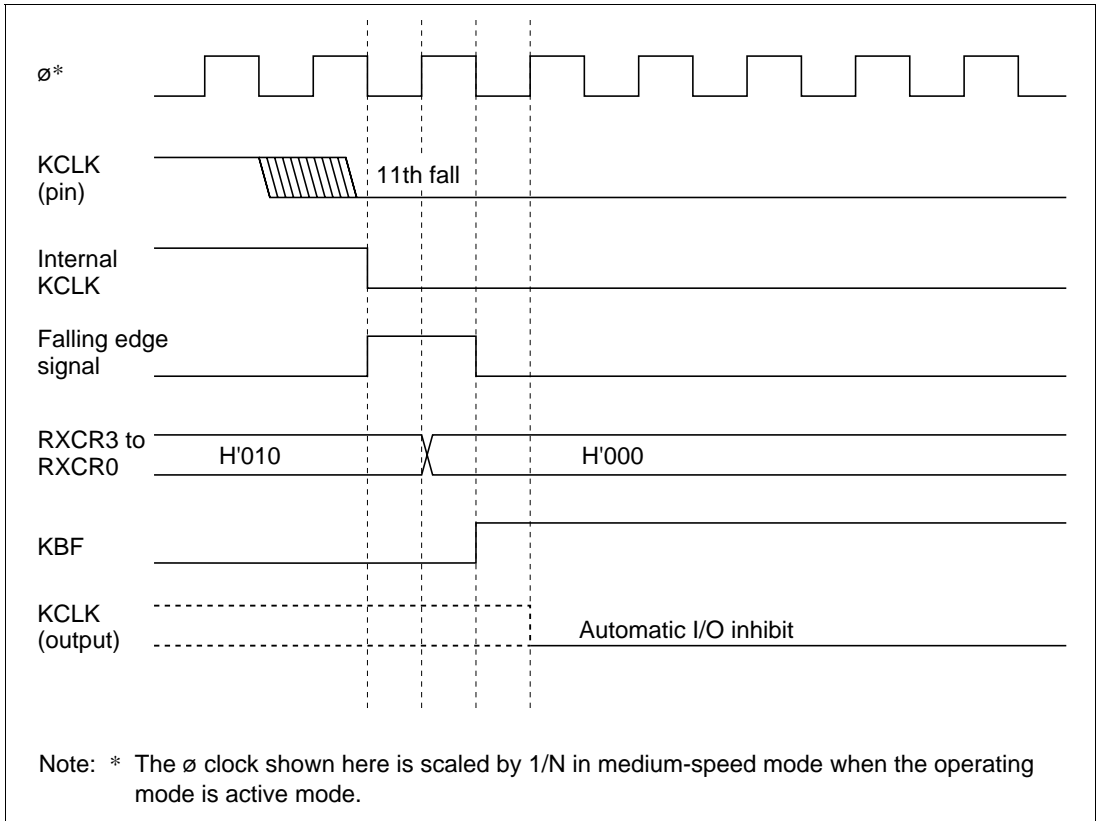 ø*
KCLK
(pin)
11th fall
Internal
KCLK
Falling edge
signal
RXCR3 to
RXCR0
H'010
H'000
KBF
KCLK
(output)
Automatic I/O inhibit
Note: * The ø clock shown here is scaled by 1/N in medium-speed mode when the operating
mode is active mode.